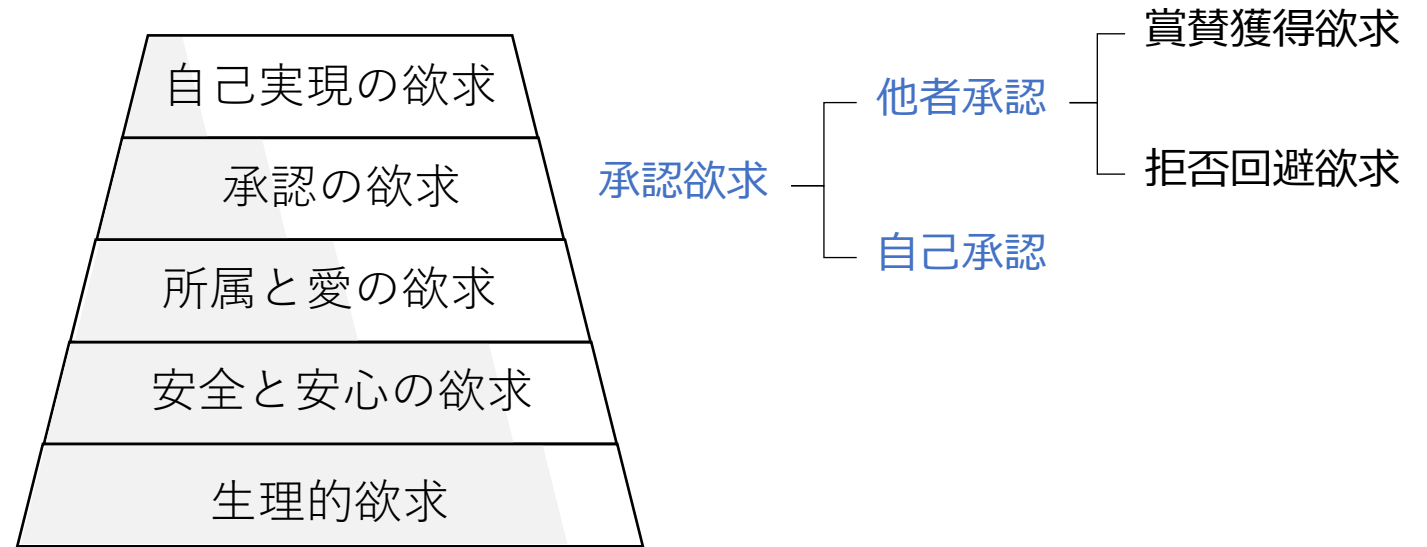 自己実現の欲求
承認の欲求
所属と愛の欲求
安全と安心の欲求
生理的欲求
承認欲求
他者承認
自己承認
賞賛獲得欲求
拒否回避欲求